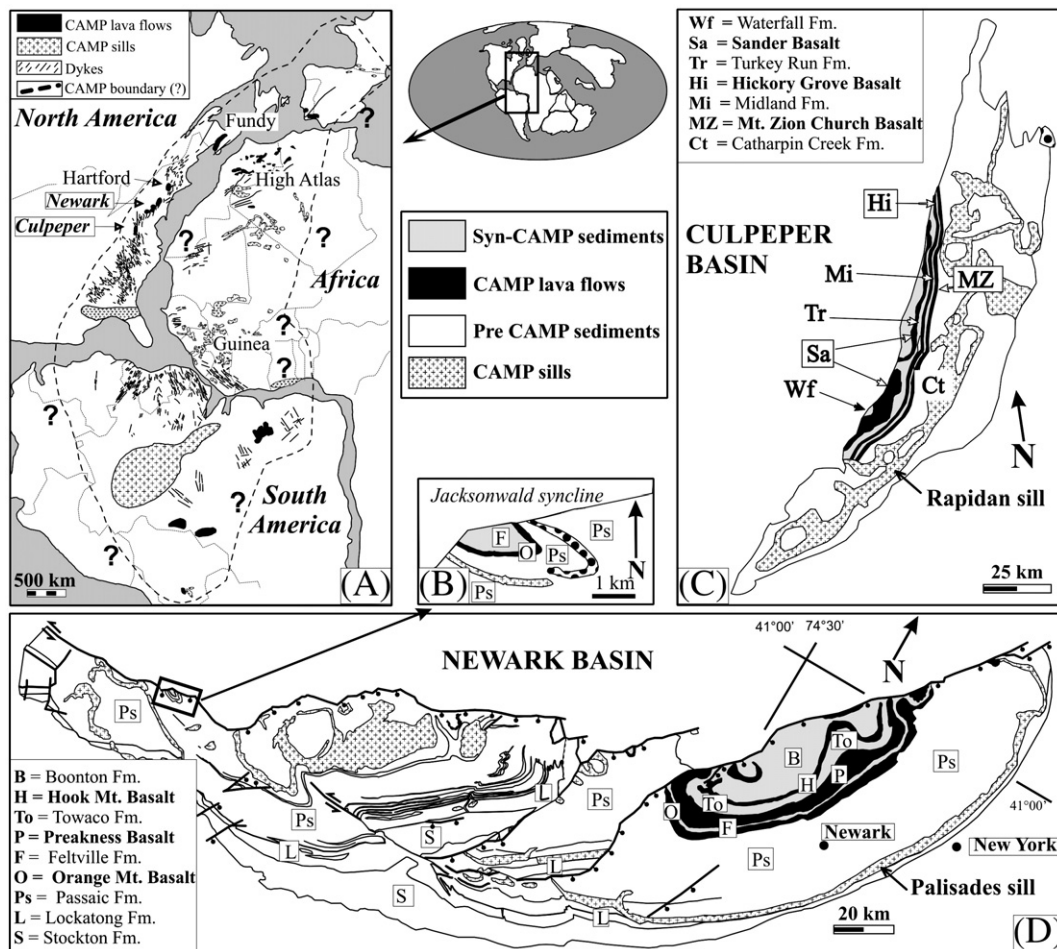 CAMP lava flows
CAMP sills
Dykes
CAMP boundary (?)
North America
Fundy
?
Hartford
High Atlas
Newark
Culpeper
?
?
Africa
?
Guinea
?
?
?
South
America
?
500 km
(A)
Syn-CAMP sediments
CAMP lava flows
Pre CAMP sediments
CAMP sills
Jacksonwald syncline
F
O
Ps
Ps
Ps
N
1 km
(B)
Wf = Waterfall Fm.
Sa = Sander Basalt
Tr = Turkey Run Fm.
Hi = Hickory Grove Basalt
Mi = Midland Fm.
MZ = Mt. Zion Church Basalt
Ct = Catharpin Creek Fm.
CULPEPER
BASIN
Hi
Mi
MZ
Tr
Sa
Wf
Ct
N
Rapidan sill
25 km
(C)
NEWARK BASIN
41°00'
74°30'
N
Ps
B
To
H
P
Ps
O
To
F
L
Ps
Ps
S
L
L
Ps
S
L
Newark
New York
41°00'
Palisades sill
20 km
(D)
B = Boonton Fm.
H = Hook Mt. Basalt
To = Towaco Fm.
P = Preakness Basalt
F = Feltville Fm.
O = Orange Mt. Basalt
Ps = Passaic Fm.
L = Lockatong Fm.
S = Stockton Fm.